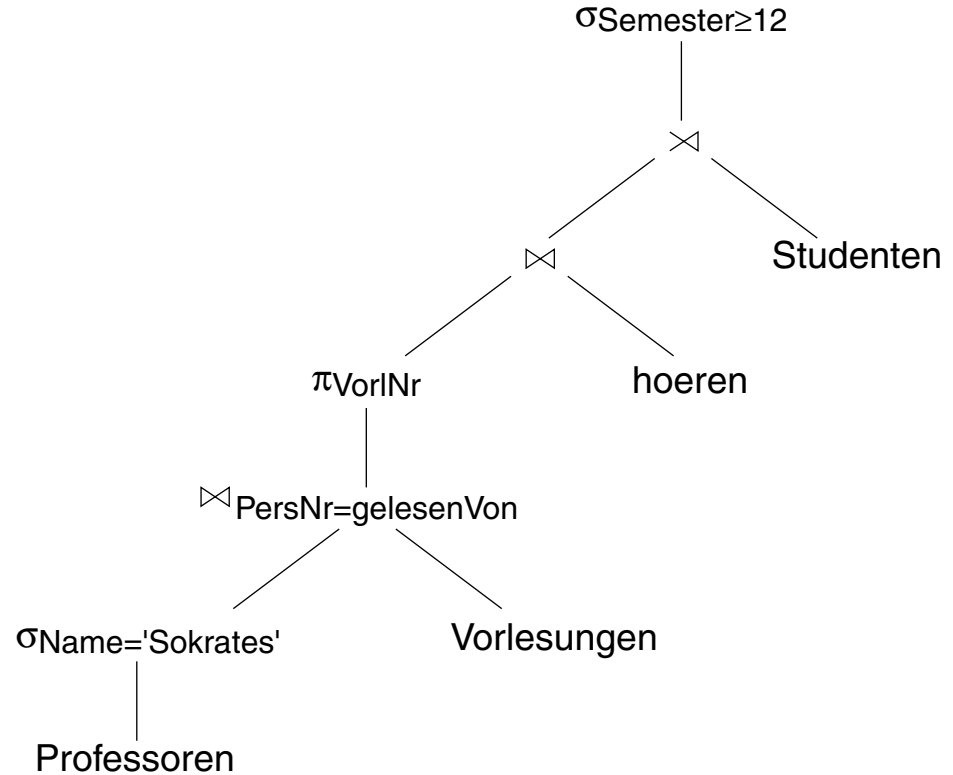 σSemester≥12
⋊
⋈
Studenten
πVorlNr
hoeren
⋈PersNr=gelesenVon
σName='Sokrates'
Vorlesungen
Professoren